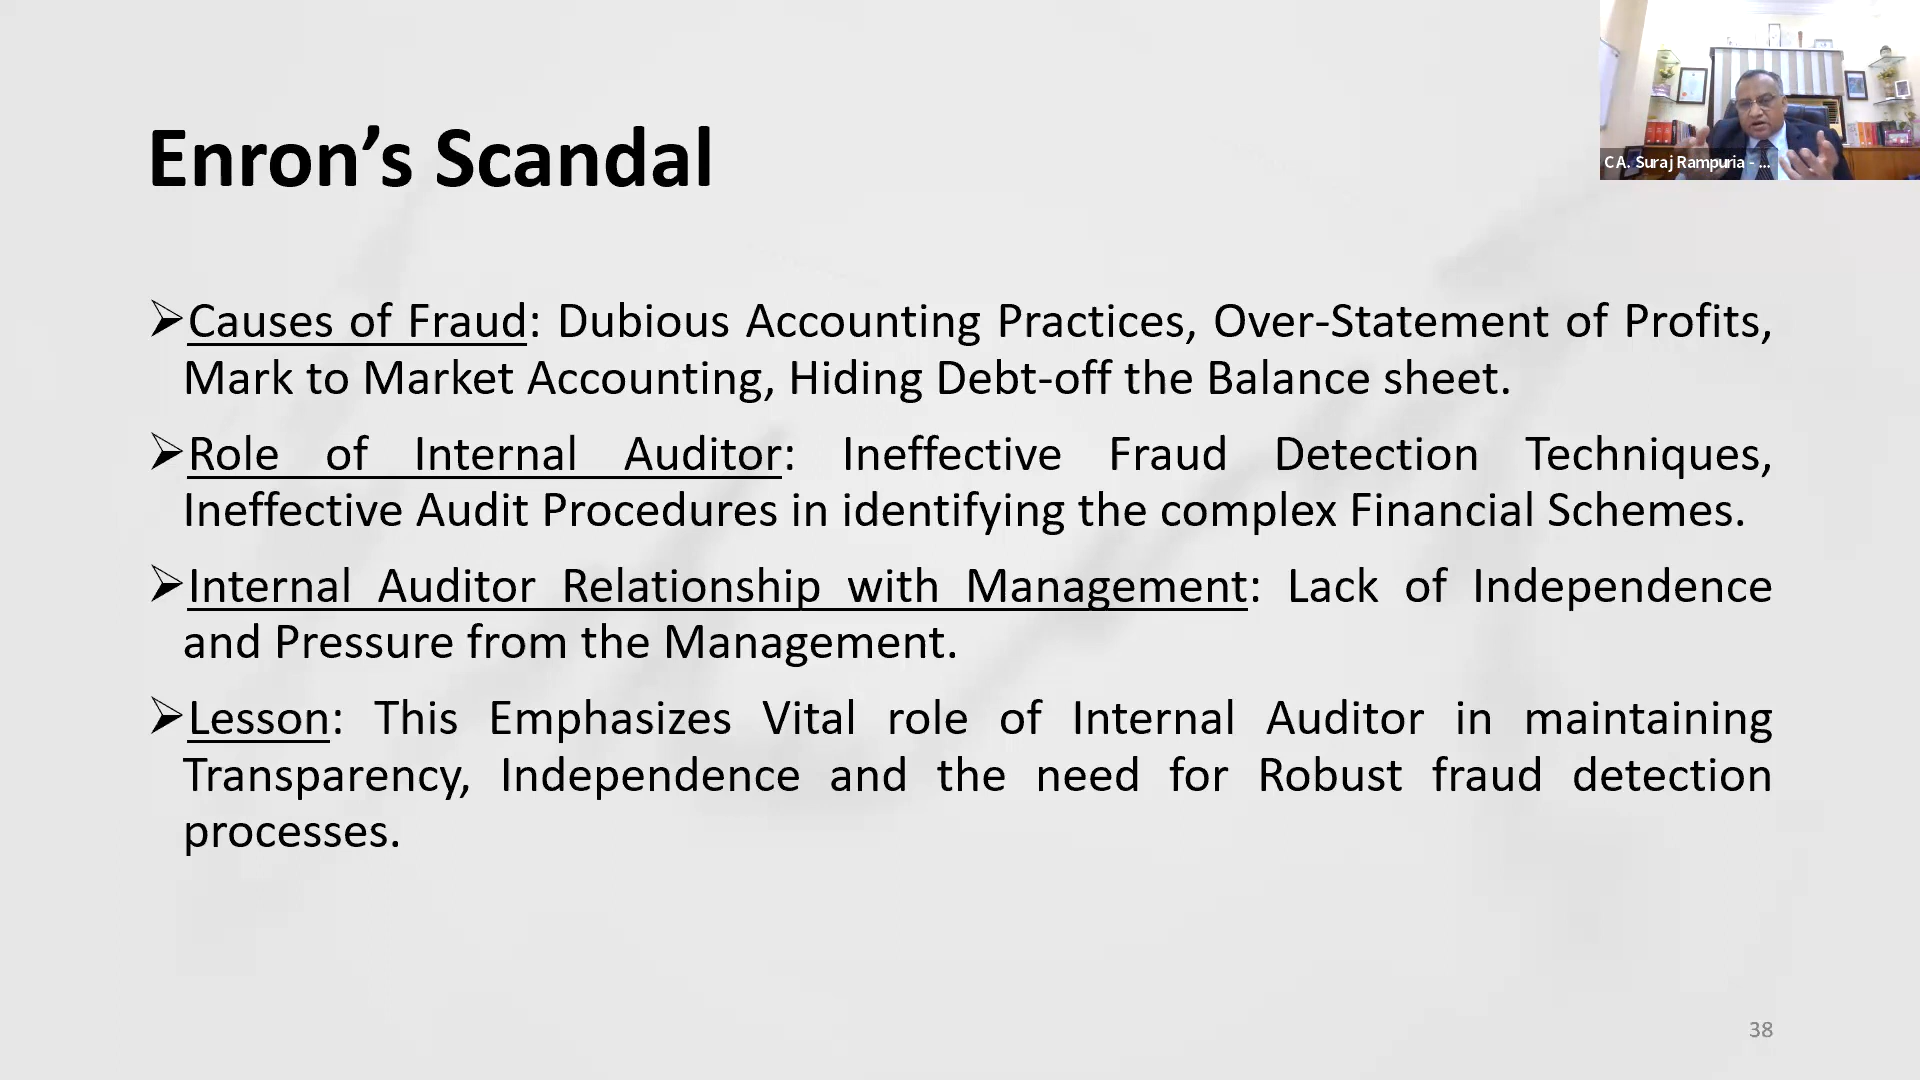 CA. Suraj Rampuria - ...
Enron’s Scandal
➢Causes of Fraud: Dubious Accounting Practices, Over-Statement of Profits,
Mark to Market Accounting, Hiding Debt-off the Balance sheet.
➢Role of Internal Auditor: Ineffective Fraud Detection Techniques,
Ineffective Audit Procedures in identifying the complex Financial Schemes.
➢Internal Auditor Relationship with Management: Lack of Independence
and Pressure from the Management.
➢Lesson: This Emphasizes Vital role of Internal Auditor in maintaining
Transparency, Independence and the need for Robust fraud detection
processes.
38